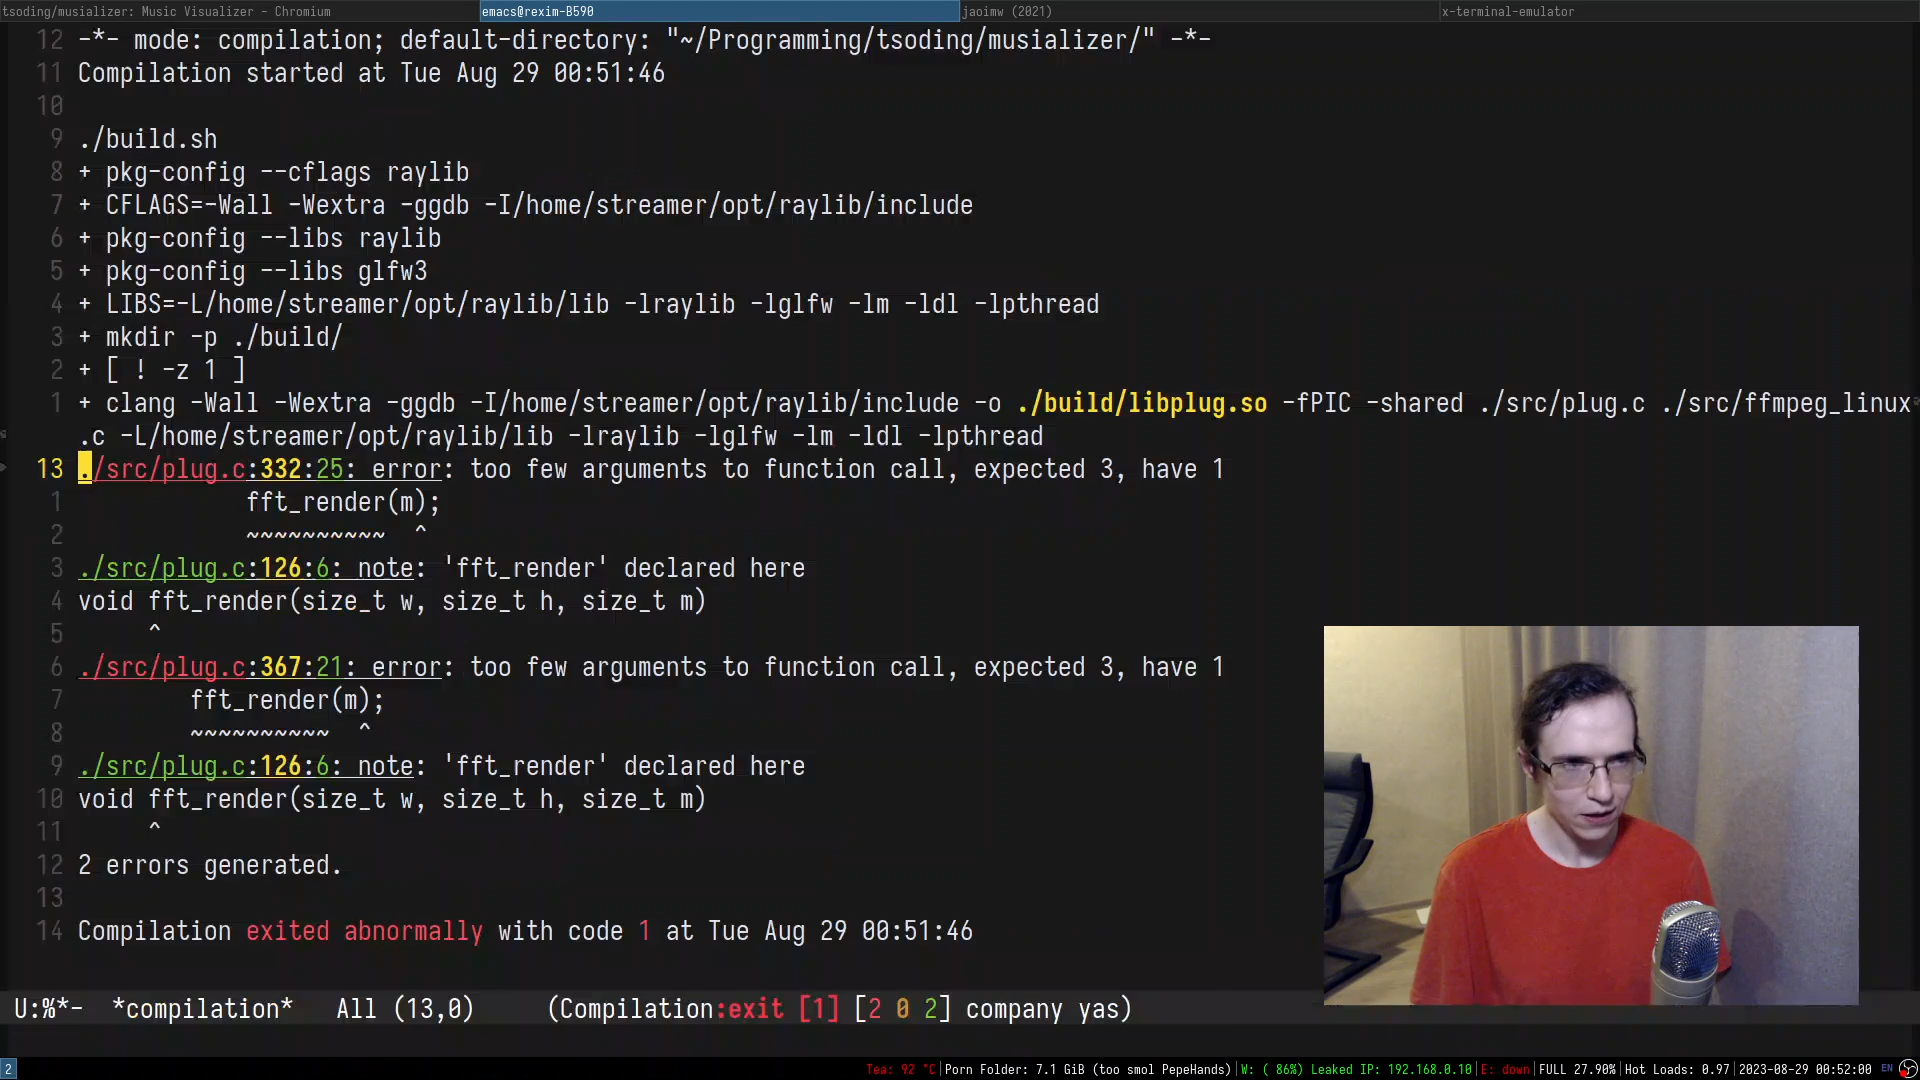 tsoding/musializer: Music Visualizer - Chromium
emacs@rexim-B590
jaoimw (2021)
x-terminal-emulator
12 -*- mode: compilation; default-directory: "~/Programming/tsoding/musializer/" -*-
11 Compilation started at Tue Aug 29 00:51:46
10
9 ./build.sh
8 + pkg-config --cflags raylib
7 + CFLAGS=-Wall -Wextra -ggdb -I/home/streamer/opt/raylib/include
6 + pkg-config --libs raylib
5 + pkg-config --libs glfw3
4 + LIBS=-L/home/streamer/opt/raylib/lib -lraylib -lglfw -lm -ldl -lpthread
3 + mkdir -p ./build/
2 + [ ! -z 1 ]
1 + clang -Wall -Wextra -ggdb -I/home/streamer/opt/raylib/include -o ./build/libplug.so -fPIC -shared ./src/plug.c ./src/ffmpeg_linux
.c -L/home/streamer/opt/raylib/lib -lraylib -lglfw -lm -ldl -lpthread
13 ./src/plug.c:332:25: error: too few arguments to function call, expected 3, have 1
1 fft_render(m);
2 ~~~~~~~~~~ ^
3 ./src/plug.c:126:6: note: 'fft_render' declared here
4 void fft_render(size_t w, size_t h, size_t m)
5 ^
6 ./src/plug.c:367:21: error: too few arguments to function call, expected 3, have 1
7 fft_render(m);
8 ~~~~~~~~~~ ^
9 ./src/plug.c:126:6: note: 'fft_render' declared here
10 void fft_render(size_t w, size_t h, size_t m)
11 ^
12 2 errors generated.
13
14 Compilation exited abnormally with code 1 at Tue Aug 29 00:51:46
U:%*- *compilation* All (13,0) (Compilation:exit [1] [2 0 2] company yas)
2
Tea: 92 °C|Porn Folder: 7.1 GiB (too smol PepeHands)|W: ( 86%) Leaked IP: 192.168.0.10|E: down|FULL 27.90%|Hot Loads: 0.97|2023-08-29 00:52:00 EN